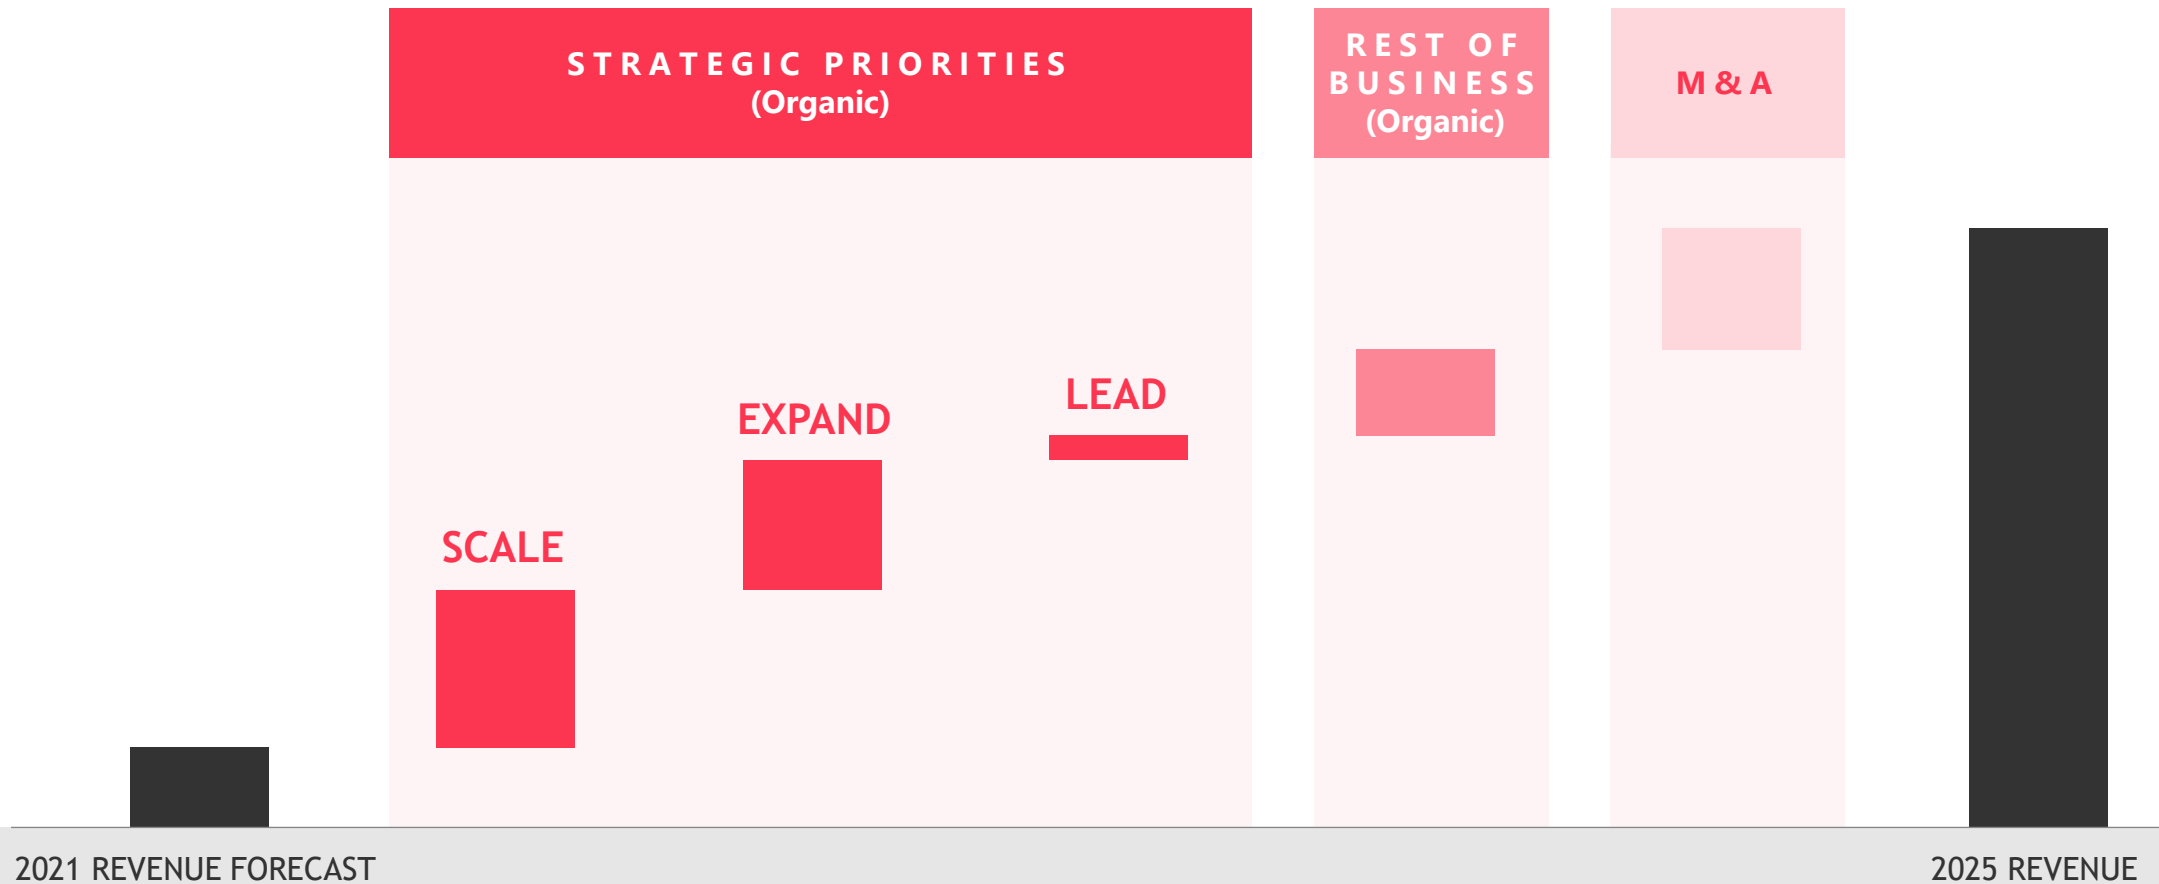 STRATEGIC PRIORITIES
(Organic)
REST OF
BUSINESS
(Organic)
M&A
LEAD
EXPAND
SCALE
2021 REVENUE FORECAST
2025 REVENUE